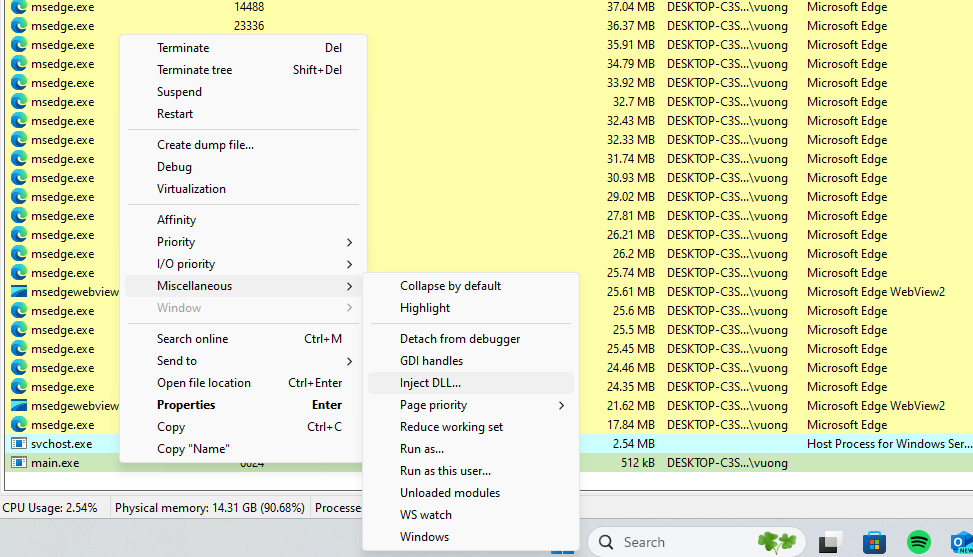 msedge.exe 14488 37.04 MB DESKTOP-C3S...\vuong Microsoft Edge
msedge.exe 23336 36.37 MB DESKTOP-C3S...\vuong Microsoft Edge
msedge.exe 35.91 MB DESKTOP-C3S...\vuong Microsoft Edge
msedge.exe 34.79 MB DESKTOP-C3S...\vuong Microsoft Edge
msedge.exe 33.92 MB DESKTOP-C3S...\vuong Microsoft Edge
msedge.exe 32.7 MB DESKTOP-C3S...\vuong Microsoft Edge
msedge.exe 32.43 MB DESKTOP-C3S...\vuong Microsoft Edge
msedge.exe 32.33 MB DESKTOP-C3S...\vuong Microsoft Edge
msedge.exe 31.74 MB DESKTOP-C3S...\vuong Microsoft Edge
msedge.exe 30.93 MB DESKTOP-C3S...\vuong Microsoft Edge
msedge.exe 29.02 MB DESKTOP-C3S...\vuong Microsoft Edge
msedge.exe 27.81 MB DESKTOP-C3S...\vuong Microsoft Edge
msedge.exe 26.21 MB DESKTOP-C3S...\vuong Microsoft Edge
msedge.exe 26.2 MB DESKTOP-C3S...\vuong Microsoft Edge
msedge.exe 25.74 MB DESKTOP-C3S...\vuong Microsoft Edge
msedgewebview 25.61 MB DESKTOP-C3S...\vuong Microsoft Edge WebView2
msedge.exe 25.6 MB DESKTOP-C3S...\vuong Microsoft Edge
msedge.exe 25.5 MB DESKTOP-C3S...\vuong Microsoft Edge
msedge.exe 25.45 MB DESKTOP-C3S...\vuong Microsoft Edge
msedge.exe 24.46 MB DESKTOP-C3S...\vuong Microsoft Edge
msedge.exe 24.35 MB DESKTOP-C3S...\vuong Microsoft Edge
msedgewebview 21.62 MB DESKTOP-C3S...\vuong Microsoft Edge WebView2
msedge.exe 17.84 MB DESKTOP-C3S...\vuong Microsoft Edge
svchost.exe 2.54 MB Host Process for Windows Ser...
main.exe 512 kB DESKTOP-C3S...\vuong
Terminate Del
Terminate tree Shift+Del
Suspend
Restart
Create dump file...
Debug
Virtualization
Affinity
Priority
I/O priority
Miscellaneous
Window
Search online Ctrl+M
Send to
Open file location Ctrl+Enter
Properties Enter
Copy Ctrl+C
Copy "Name"
Collapse by default
Highlight
Detach from debugger
GDI handles
Inject DLL...
Page priority
Reduce working set
Run as...
Run as this user...
Unloaded modules
WS watch
Windows
CPU Usage: 2.54% Physical memory: 14.31 GB (90.68%) Processe
Search
NEW